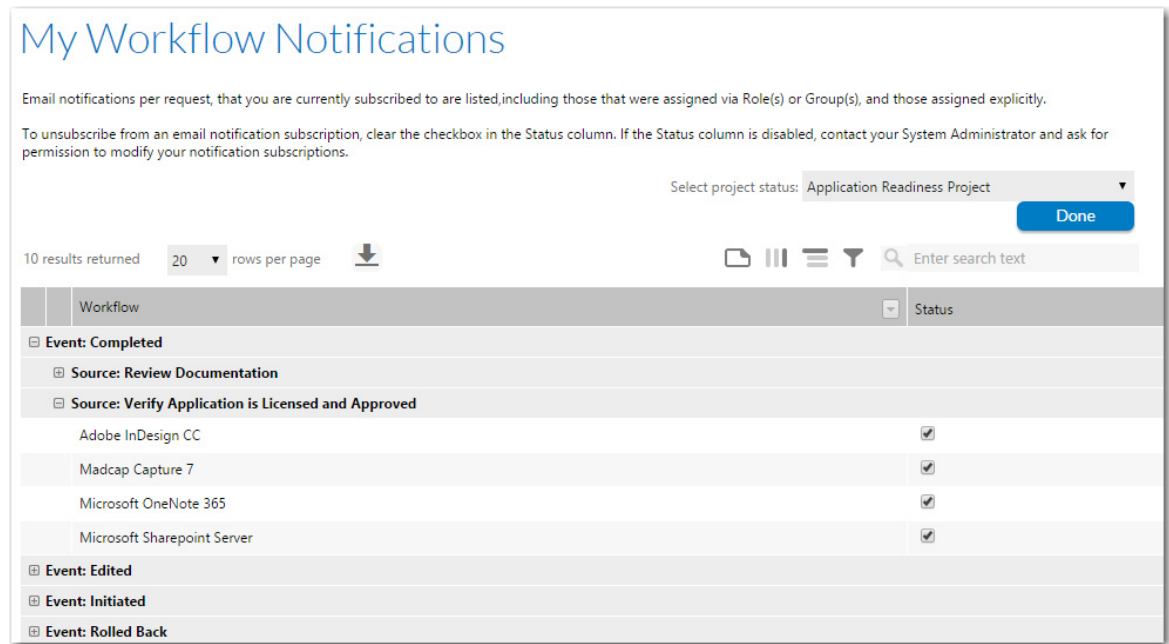 My Workflow Notifications
Email notifications per request, that you are currently subscribed to are listed,including those that were assigned via Role(s) or Group(s), and those assigned explicitly.
To unsubscribe from an email notification subscription, clear the checkbox in the Status column. If the Status column is disabled, contact your System Administrator and ask for
permission to modify your notification subscriptions.
Select project status: Application Readiness Project
Done
10 results returned 20 rows per page Enter search text
Workflow Status
Event: Completed
Source: Review Documentation
Source: Verify Application is Licensed and Approved
Adobe InDesign CC
Madcap Capture 7
Microsoft OneNote 365
Microsoft Sharepoint Server
Event: Edited
Event: Initiated
Event: Rolled Back